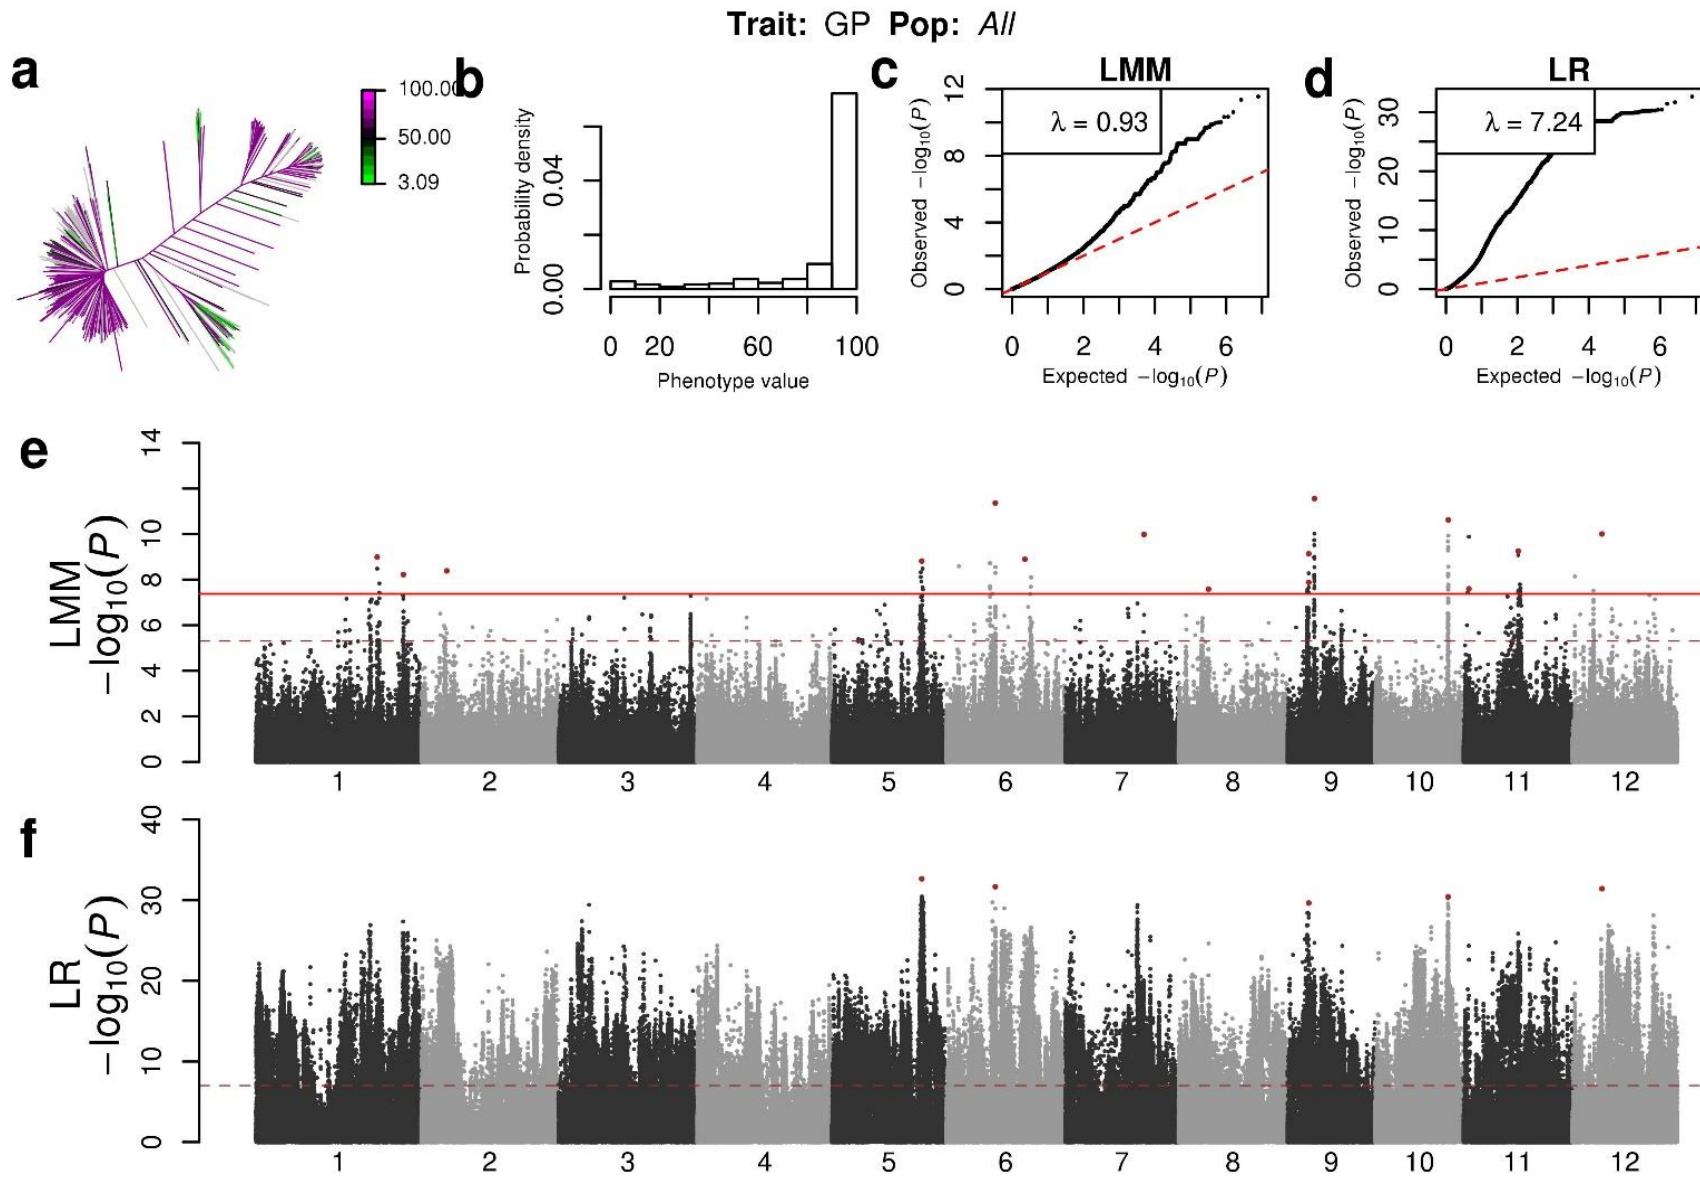 Trait: GP Pop: All
a
100.00
50.00
3.09
b
Probability density
0.00
0.04
0 20 60 100
Phenotype value
c
LMM
λ = 0.93
Observed −log₁₀(P)
0
4
8
12
0 2 4 6
Expected −log₁₀(P)
d
LR
λ = 7.24
Observed −log₁₀(P)
0
10
20
30
0 2 4 6
Expected −log₁₀(P)
e
LMM
−log₁₀(P)
14
10
8
6
4
2
0
1 2 3 4 5 6 7 8 9 10 11 12
f
LR
−log₁₀(P)
40
30
20
10
0
1 2 3 4 5 6 7 8 9 10 11 12